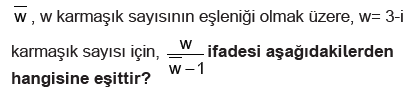 w̅ , w karmaşık sayısının eşleniği olmak üzere, w= 3-i
karmaşık sayısı için, w / (w̅ – 1) ifadesi aşağıdakilerden
hangisine eşittir?